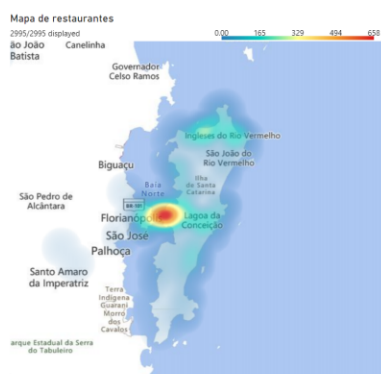 Mapa de restaurantes
2995/2995 displayed
0.00 165 329 494 658
ão João
Batista
Canelinha
Governador
Celso Ramos
Ingleses do Rio Vermelho
São João do
Rio Vermelho
Biguaçu
Baía
Norte
Ilha
de Santa
Catarina
São Pedro de
Alcântara
Florianópolis
Lagoa da
Conceição
São José
Palhoça
Santo Amaro
da Imperatriz
Terra
Indígena
Guarani
Morro
dos
Cavalos
arque Estadual da Serra
do Tabuleiro